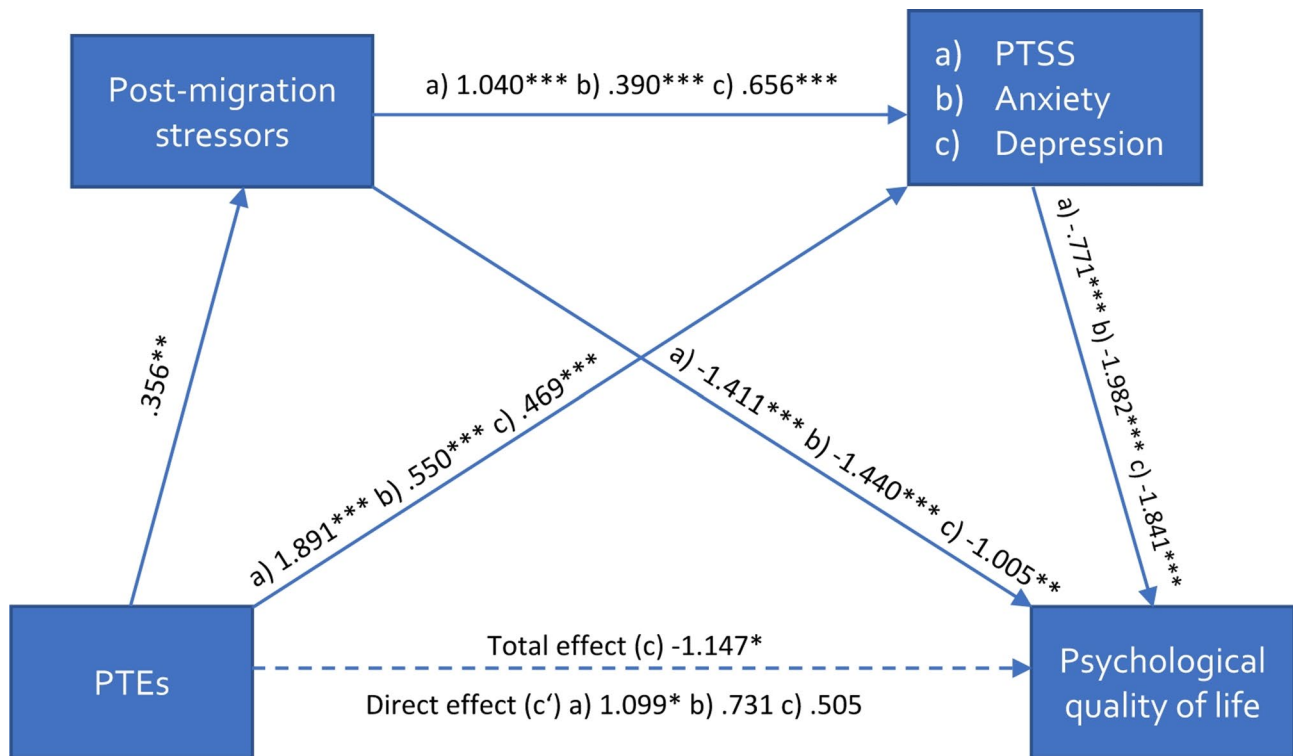 Post-migration
stressors
a) 1.040*** b) .390*** c) .656***
a) PTSS
b) Anxiety
c) Depression
.356**
a) 1.891*** b) .550*** c) .469***
a) -1.411*** b) -1.440*** c) -1.005**
a) -.771*** b) -1.982*** c) -1.841***
PTEs
Total effect (c) -1.147*
Direct effect (c‘) a) 1.099* b) .731 c) .505
Psychological
quality of life